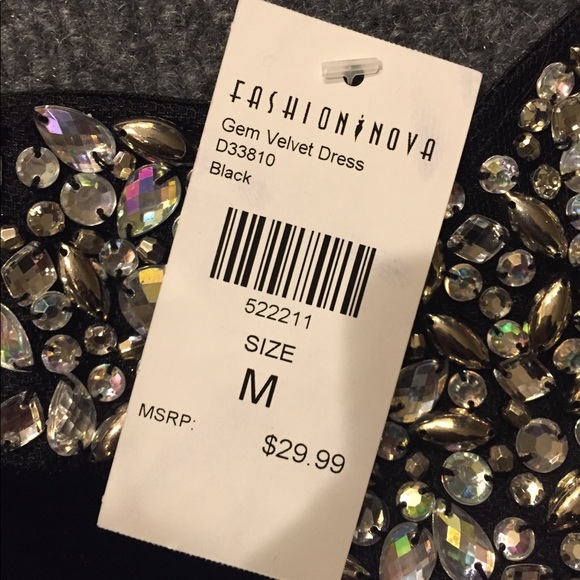 FASHION NOVA
Gem Velvet Dress
D33810
Black
522211
SIZE
M
MSRP:
$29.99